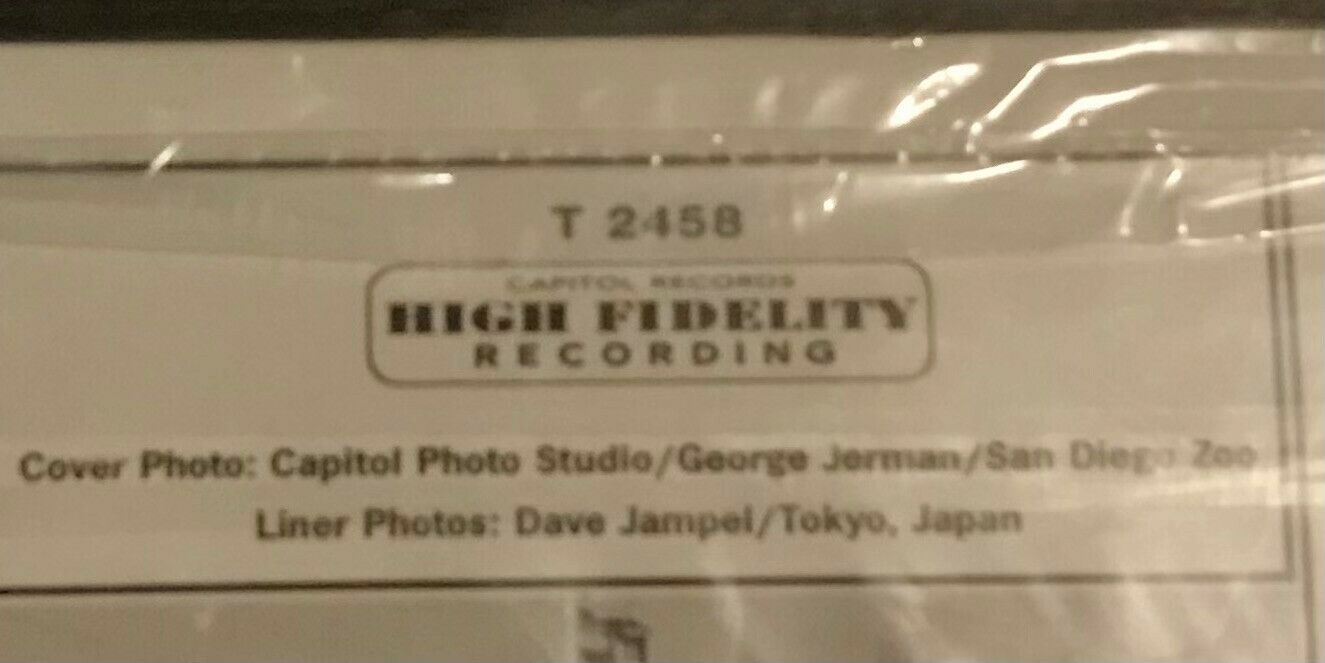 T 2458
CAPITOL RECORDS
HIGH FIDELITY
RECORDING
Cover Photo: Capitol Photo Studio/George Jerman/San Diego Zoo
Liner Photos: Dave Jampel/Tokyo, Japan